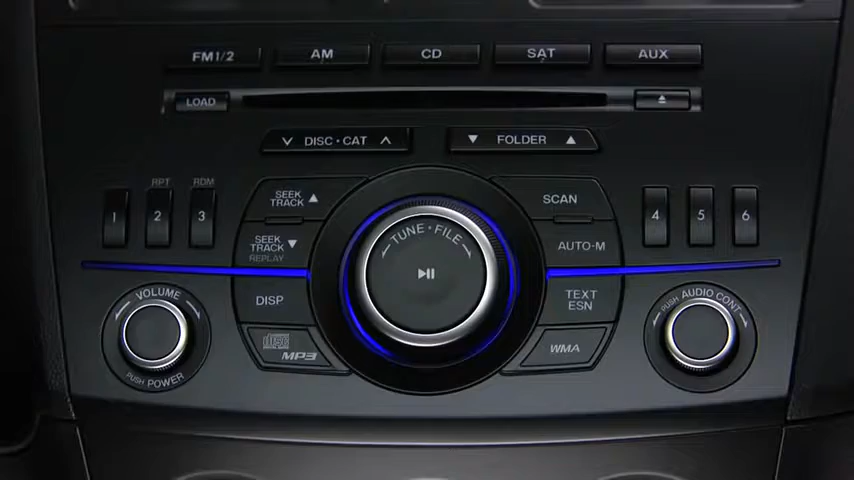 FM1/2 AM CD SAT AUX
LOAD
DISC•CAT FOLDER
RPT RDM
1 2 3
SEEK
TRACK
SCAN
4 5 6
TUNE•FILE
SEEK
TRACK
REPLAY
AUTO-M
DISP
TEXT
ESN
VOLUME
PUSH POWER
PUSH AUDIO CONT
MP3
WMA